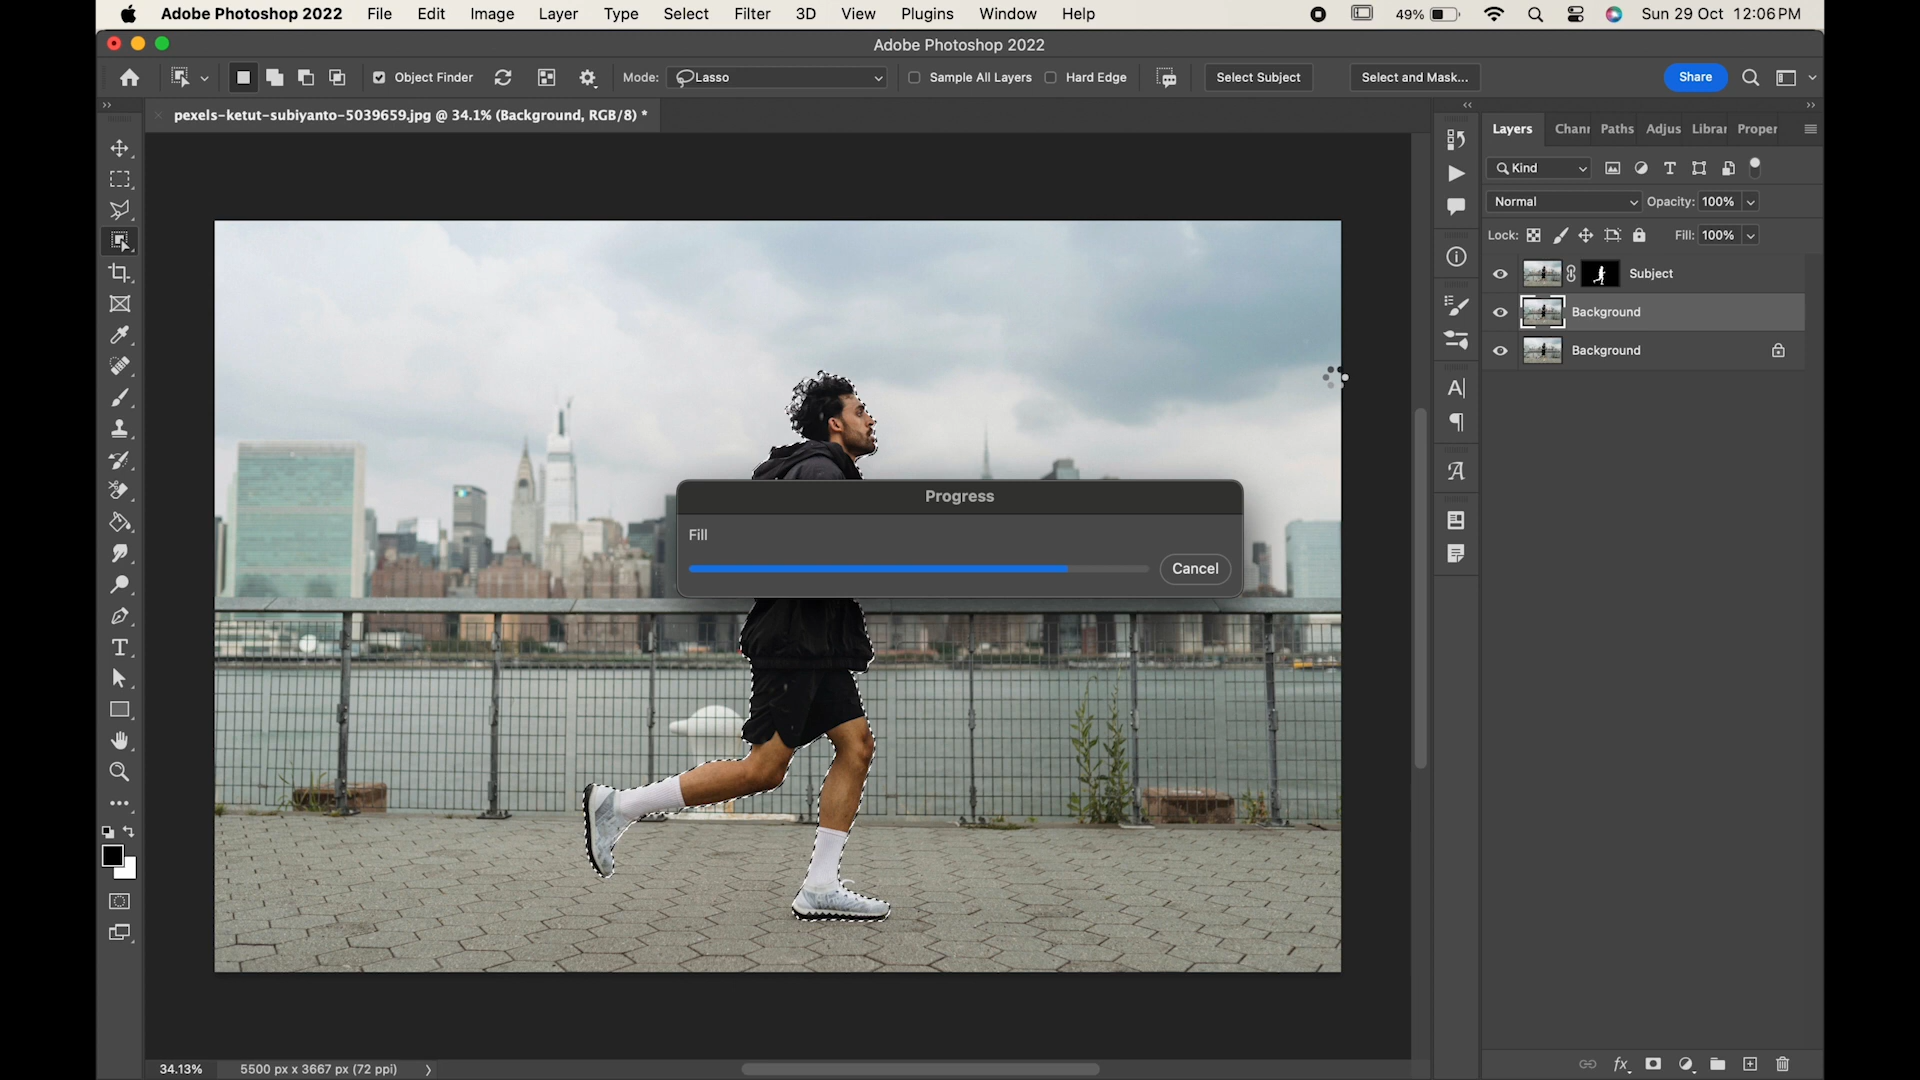 Adobe Photoshop 2022 File Edit Image Layer Type Select Filter 3D View Plugins Window Help 49% Sun 29 Oct 12:06 PM
Adobe Photoshop 2022
Object Finder Mode: Lasso Sample All Layers Hard Edge Select Subject Select and Mask... Share
pexels-ketut-subiyanto-5039659.jpg @ 34.1% (Background, RGB/8) *
Layers Chann Paths Adjus Librar Proper
Kind
Normal Opacity: 100%
Lock: Fill: 100%
Subject
Background
Background
Progress
Fill
Cancel
34.13% 5500 px x 3667 px (72 ppi)